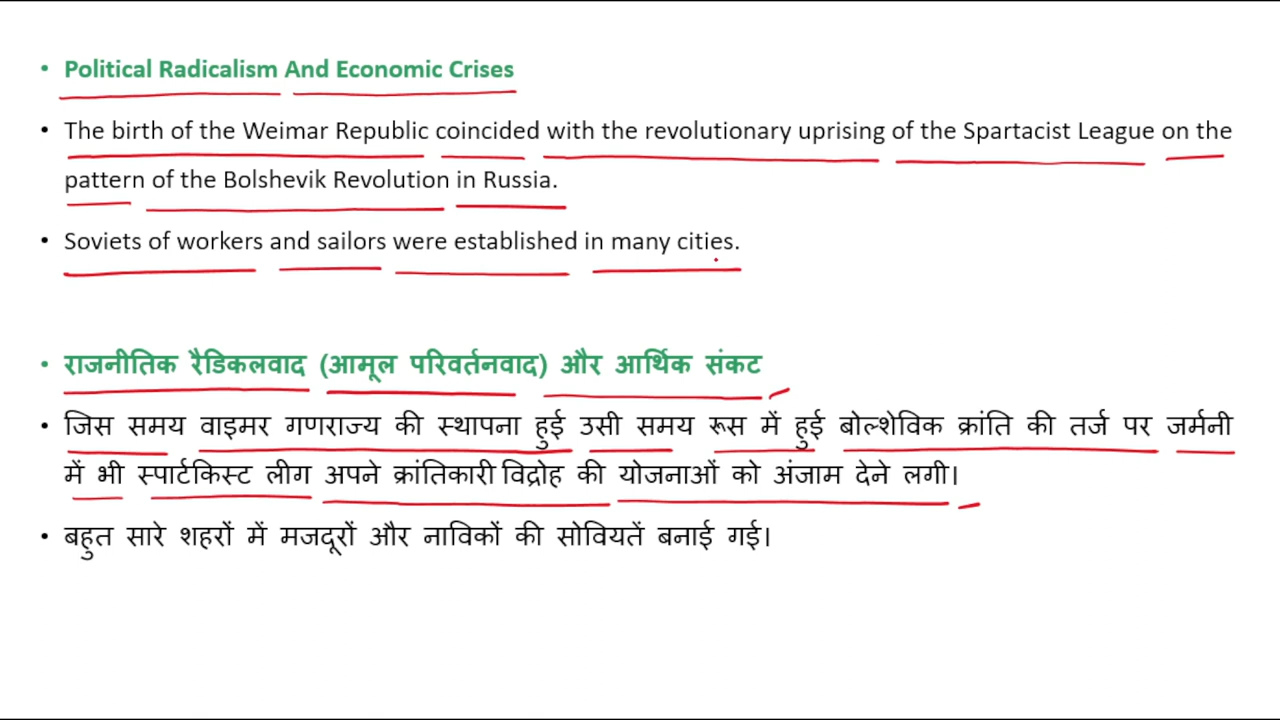 • Political Radicalism And Economic Crises
• The birth of the Weimar Republic coincided with the revolutionary uprising of the Spartacist League on the
pattern of the Bolshevik Revolution in Russia.
• Soviets of workers and sailors were established in many cities.
• राजनीतिक रैडिकलवाद (आमूल परिवर्तनवाद) और आर्थिक संकट
• जिस समय वाइमर गणराज्य की स्थापना हुई उसी समय रूस में हुई बोल्शेविक क्रांति की तर्ज पर जर्मनी
में भी स्पार्टकिस्ट लीग अपने क्रांतिकारी विद्रोह की योजनाओं को अंजाम देने लगी।
• बहुत सारे शहरों में मजदूरों और नाविकों की सोवियतें बनाई गई।